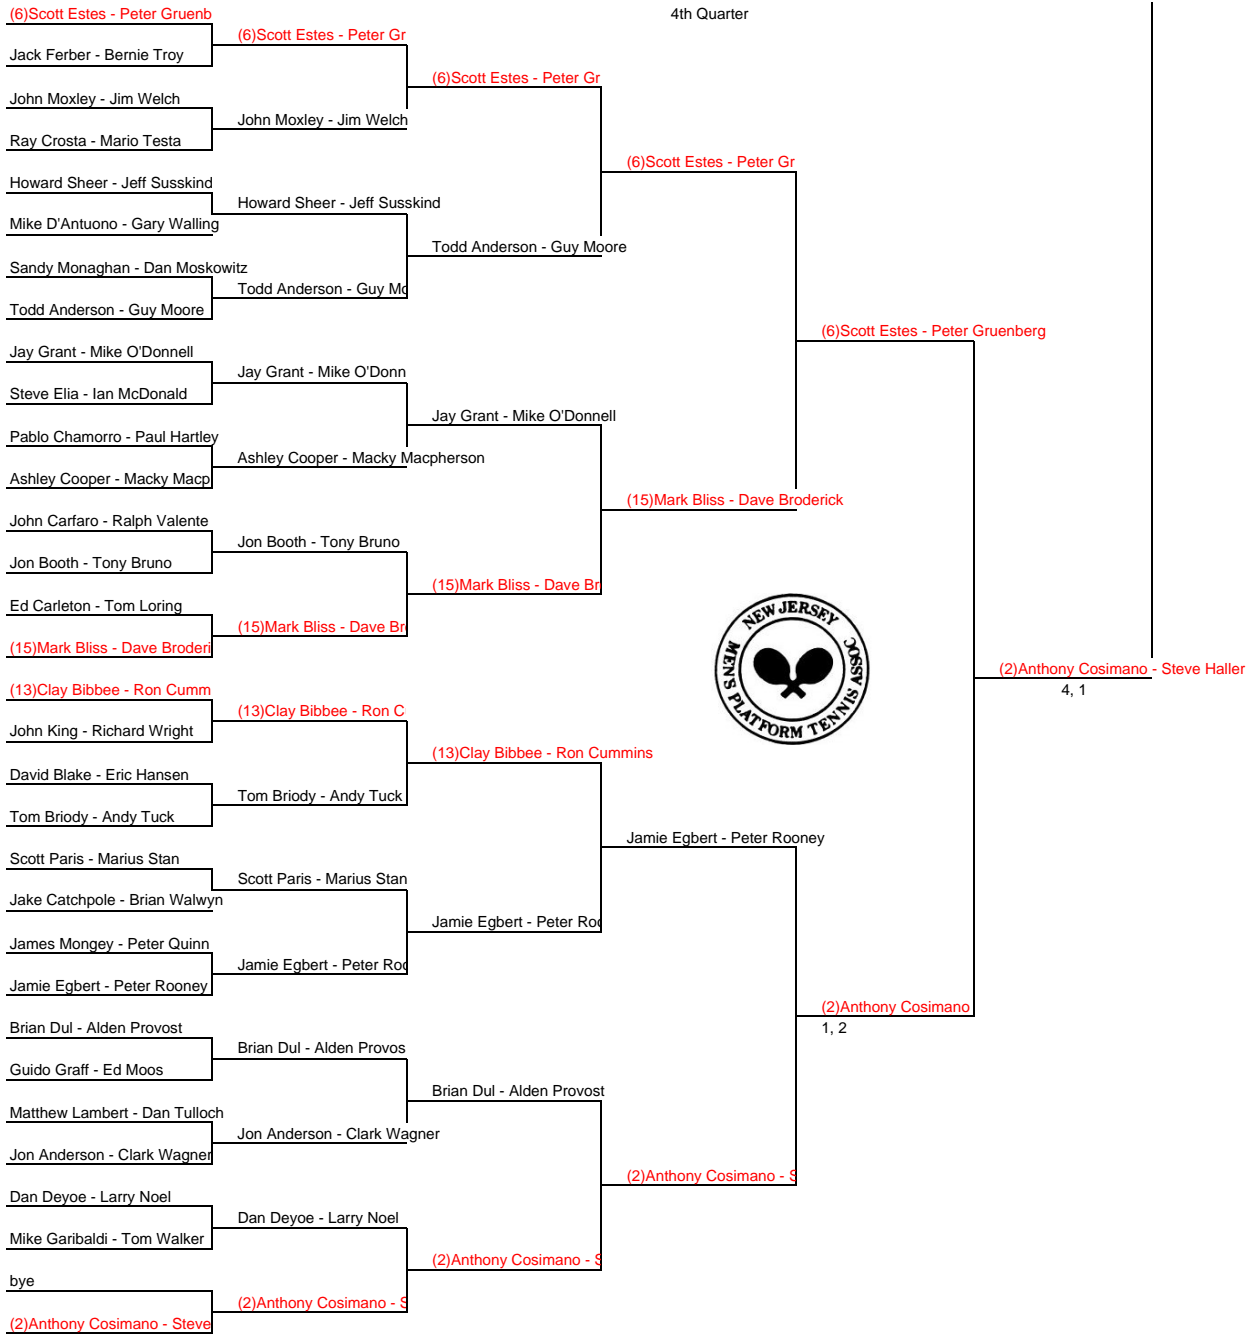 4th Quarter
(6)Scott Estes - Peter Gruenb
Jack Ferber - Bernie Troy
John Moxley - Jim Welch
Ray Crosta - Mario Testa
Howard Sheer - Jeff Susskind
Mike D'Antuono - Gary Walling
Sandy Monaghan - Dan Moskowitz
Todd Anderson - Guy Moore
Jay Grant - Mike O'Donnell
Steve Elia - Ian McDonald
Pablo Chamorro - Paul Hartley
Ashley Cooper - Macky Macp
John Carfaro - Ralph Valente
Jon Booth - Tony Bruno
Ed Carleton - Tom Loring
(15)Mark Bliss - Dave Broderi
(13)Clay Bibbee - Ron Cumm
John King - Richard Wright
David Blake - Eric Hansen
Tom Briody - Andy Tuck
Scott Paris - Marius Stan
Jake Catchpole - Brian Walwyn
James Mongey - Peter Quinn
Jamie Egbert - Peter Rooney
Brian Dul - Alden Provost
Guido Graff - Ed Moos
Matthew Lambert - Dan Tulloch
Jon Anderson - Clark Wagner
Dan Deyoe - Larry Noel
Mike Garibaldi - Tom Walker
bye
(2)Anthony Cosimano - Steve
(6)Scott Estes - Peter Gr
John Moxley - Jim Welch
Howard Sheer - Jeff Susskind
Todd Anderson - Guy Mo
Jay Grant - Mike O'Donn
Ashley Cooper - Macky Macpherson
Jon Booth - Tony Bruno
(15)Mark Bliss - Dave Br
(13)Clay Bibbee - Ron C
Tom Briody - Andy Tuck
Scott Paris - Marius Stan
Jamie Egbert - Peter Roo
Brian Dul - Alden Provos
Jon Anderson - Clark Wagner
Dan Deyoe - Larry Noel
(2)Anthony Cosimano - S
(6)Scott Estes - Peter Gr
Todd Anderson - Guy Moore
Jay Grant - Mike O'Donnell
(15)Mark Bliss - Dave Br
(13)Clay Bibbee - Ron Cummins
Jamie Egbert - Peter Roo
Brian Dul - Alden Provost
(2)Anthony Cosimano - S
(6)Scott Estes - Peter Gr
(15)Mark Bliss - Dave Broderick
Jamie Egbert - Peter Rooney
(2)Anthony Cosimano - S
(6)Scott Estes - Peter Gruenberg
(2)Anthony Cosimano
1, 2
(2)Anthony Cosimano - Steve Haller
4, 1
NEW JERSEY
MENS PLATFORM TENNIS ASSV ASSOC